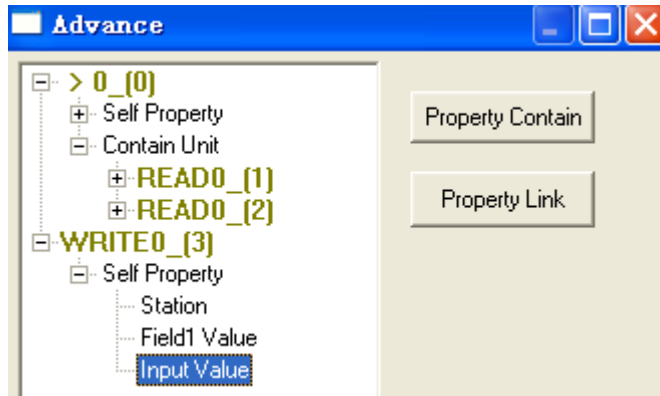 Advance
> 0_(0)
Self Property
Contain Unit
READ0_(1)
READ0_(2)
WRITE0_(3)
Self Property
Station
Field1 Value
Input Value
Property Contain
Property Link